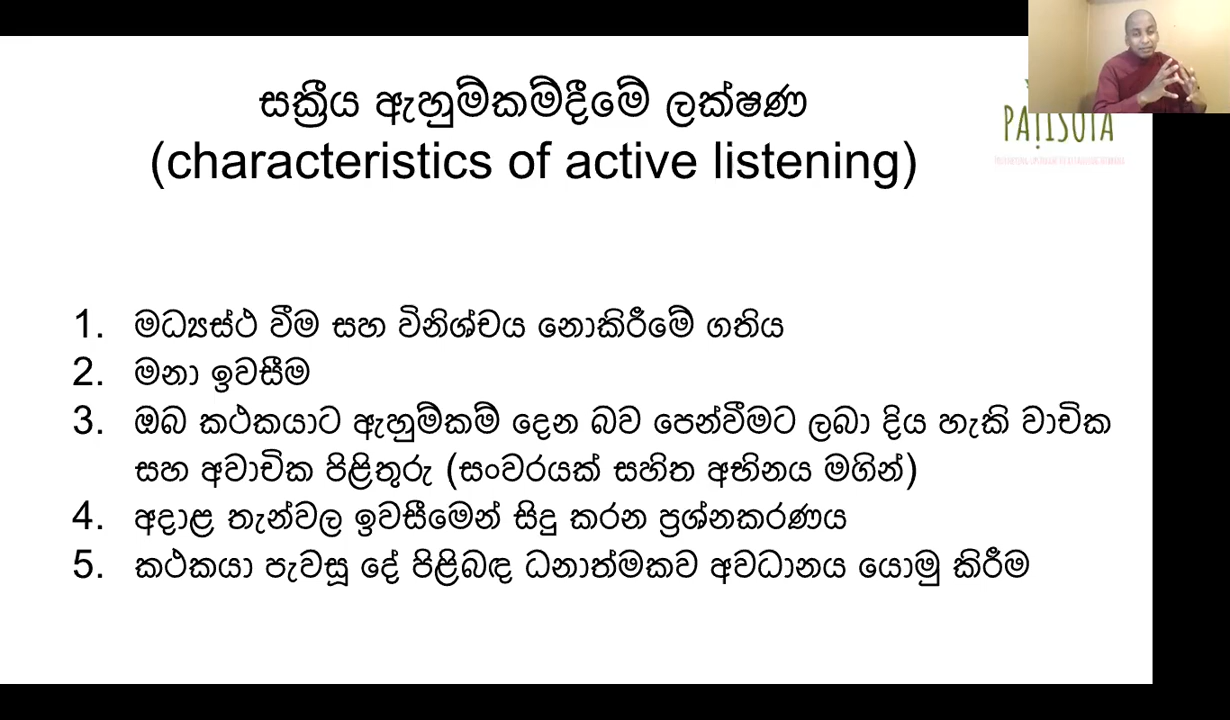 සක්‍රීය ඇහුම්කම්දීමේ ලක්ෂණ
(characteristics of active listening)
PAṬISOTA
1. මධ්‍යස්ථ වීම සහ විනිශ්චය නොකිරීමේ ගතිය
2. මනා ඉවසීම
3. ඔබ කථකයාට ඇහුම්කම් දෙන බව පෙන්වීමට ලබා දිය හැකි වාචික
සහ අවාචික පිළිතුරු (සංවරයක් සහිත අභිනය මගින්)
4. අදාළ තැන්වල ඉවසීමෙන් සිදු කරන ප්‍රශ්නකරණය
5. කථකයා පැවසූ දේ පිළිබඳ ධනාත්මකව අවධානය යොමු කිරීම